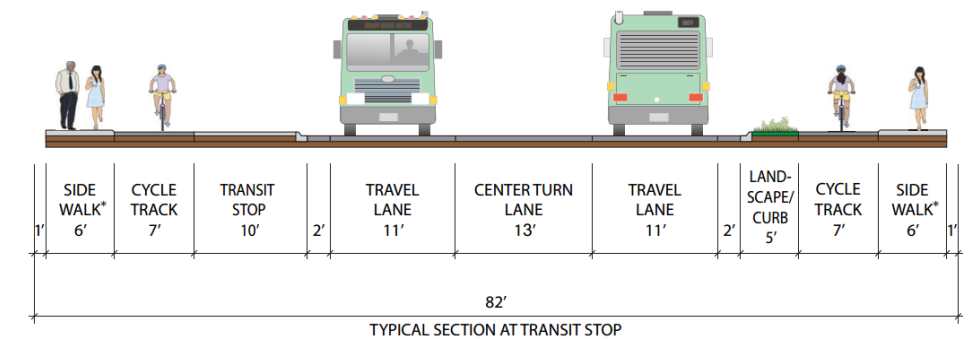 001
1'
SIDE
WALK*
6'
CYCLE
TRACK
7'
TRANSIT
STOP
10'
2'
TRAVEL
LANE
11'
CENTER TURN
LANE
13'
TRAVEL
LANE
11'
2'
LAND-
SCAPE/
CURB
5'
CYCLE
TRACK
7'
SIDE
WALK*
6'
1'
82'
TYPICAL SECTION AT TRANSIT STOP